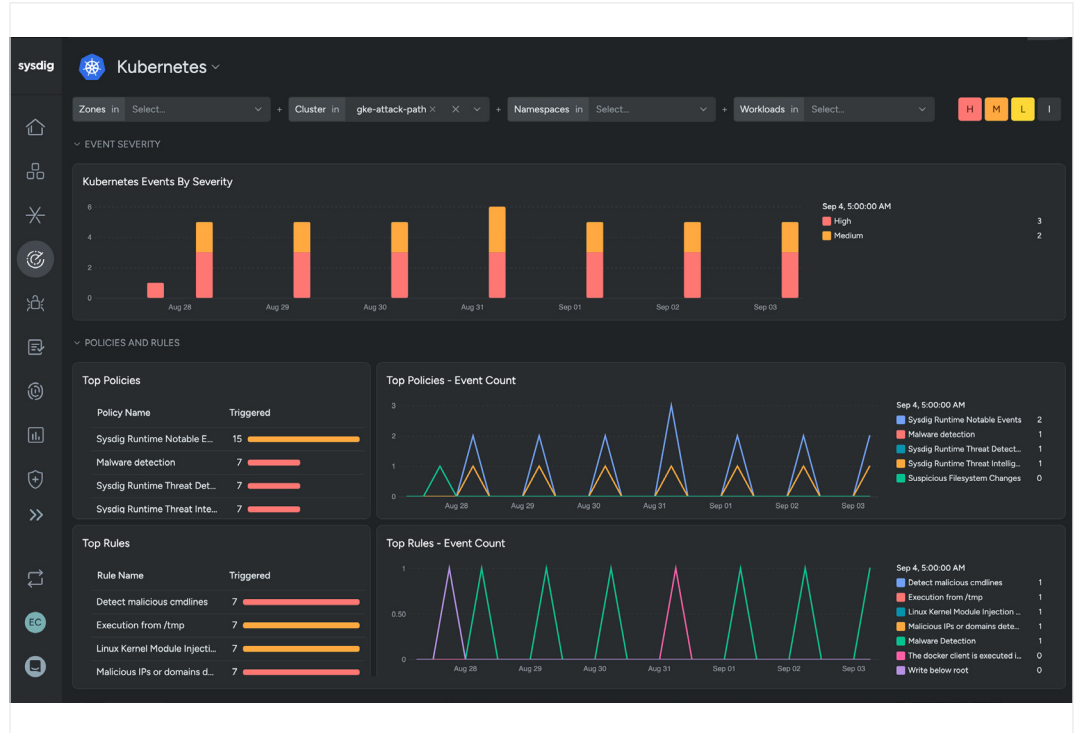 sysdig
Kubernetes
Zones in Select... + Cluster in gke-attack-path × × + Namespaces in Select... + Workloads in Select... H M L I
EVENT SEVERITY
Kubernetes Events By Severity
6
4
2
0
Aug 28 Aug 29 Aug 30 Aug 31 Sep 01 Sep 02 Sep 03
Sep 4, 5:00:00 AM
High 3
Medium 2
POLICIES AND RULES
Top Policies
Policy Name Triggered
Sysdig Runtime Notable E... 15
Malware detection 7
Sysdig Runtime Threat Det... 7
Sysdig Runtime Threat Inte... 7
Top Policies - Event Count
3
2
1
0
Aug 28 Aug 29 Aug 30 Aug 31 Sep 01 Sep 02 Sep 03
Sep 4, 5:00:00 AM
Sysdig Runtime Notable Events 2
Malware detection 1
Sysdig Runtime Threat Detect... 1
Sysdig Runtime Threat Intellig... 1
Suspicious Filesystem Changes 0
Top Rules
Rule Name Triggered
Detect malicious cmdlines 7
Execution from /tmp 7
Linux Kernel Module Injecti... 7
Malicious IPs or domains d... 7
Top Rules - Event Count
1
0.50
0
Aug 28 Aug 29 Aug 30 Aug 31 Sep 01 Sep 02 Sep 03
Sep 4, 5:00:00 AM
Detect malicious cmdlines 1
Execution from /tmp 1
Linux Kernel Module Injection ... 1
Malicious IPs or domains dete... 1
Malware Detection 1
The docker client is executed i... 0
Write below root 0
EC